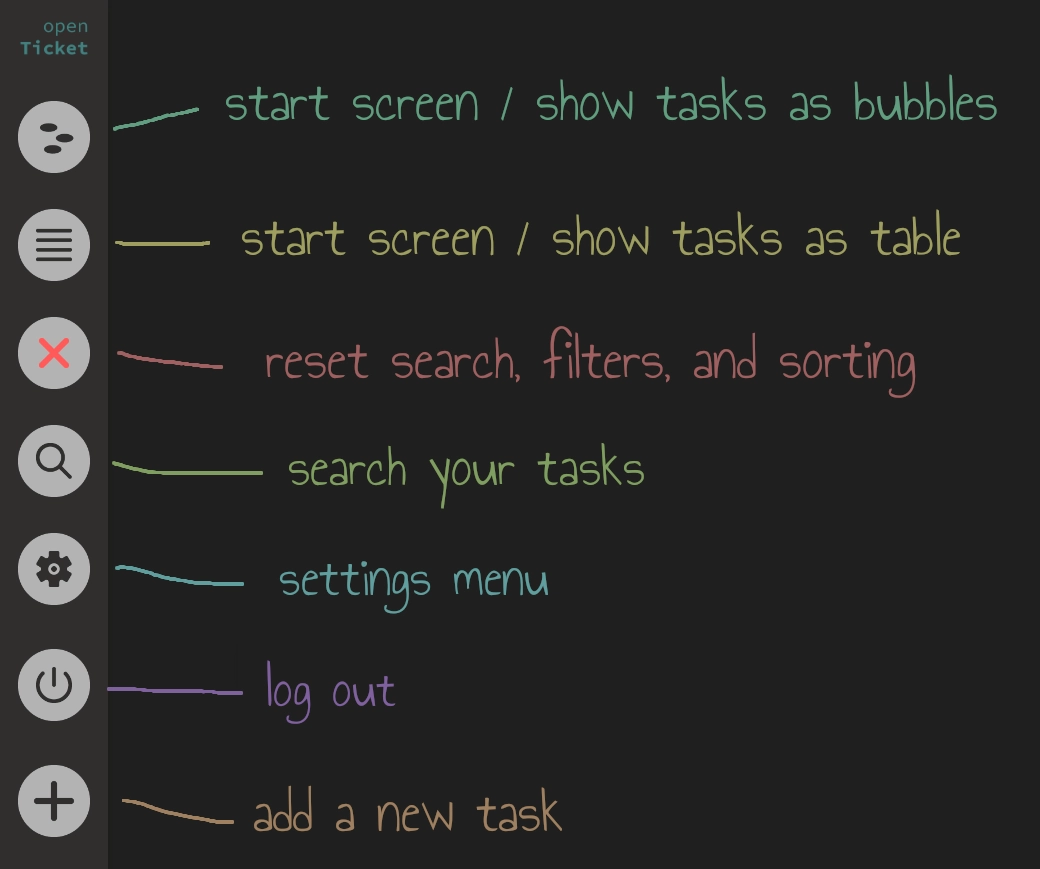 open
Ticket
start screen / show tasks as bubbles
start screen / show tasks as table
reset search, filters, and sorting
search your tasks
settings menu
log out
add a new task